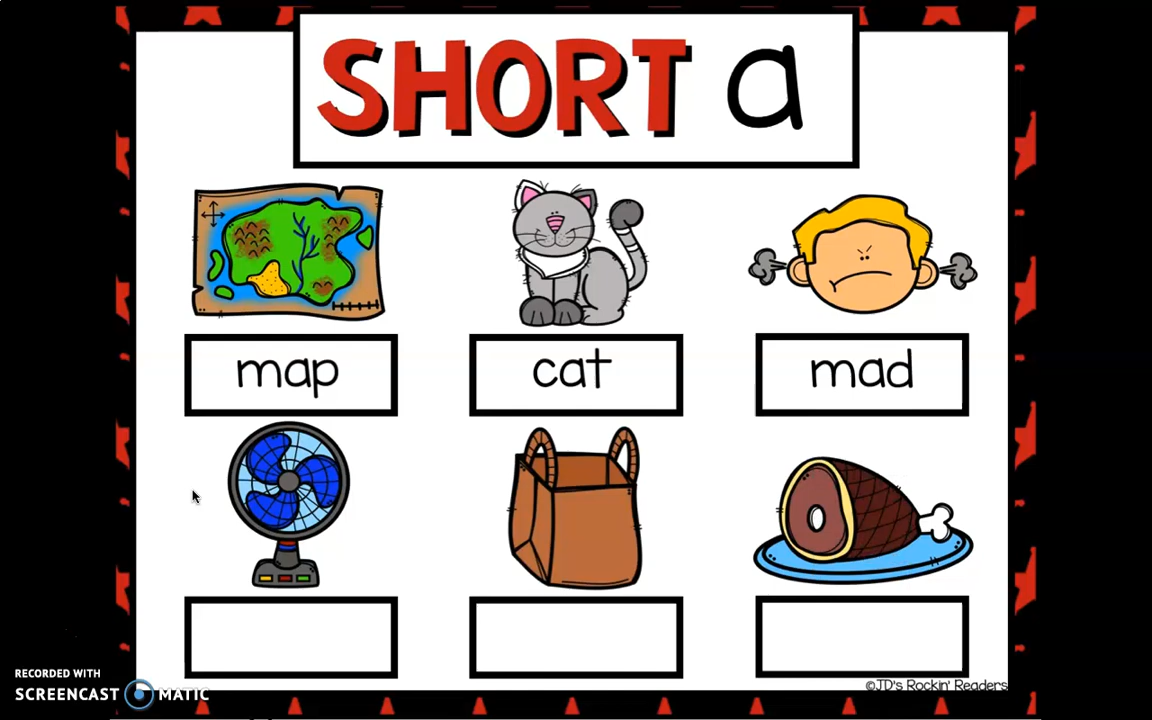 SHORT a
map
cat
mad
©JD's Rockin' Readers
RECORDED WITH
SCREENCAST MATIC